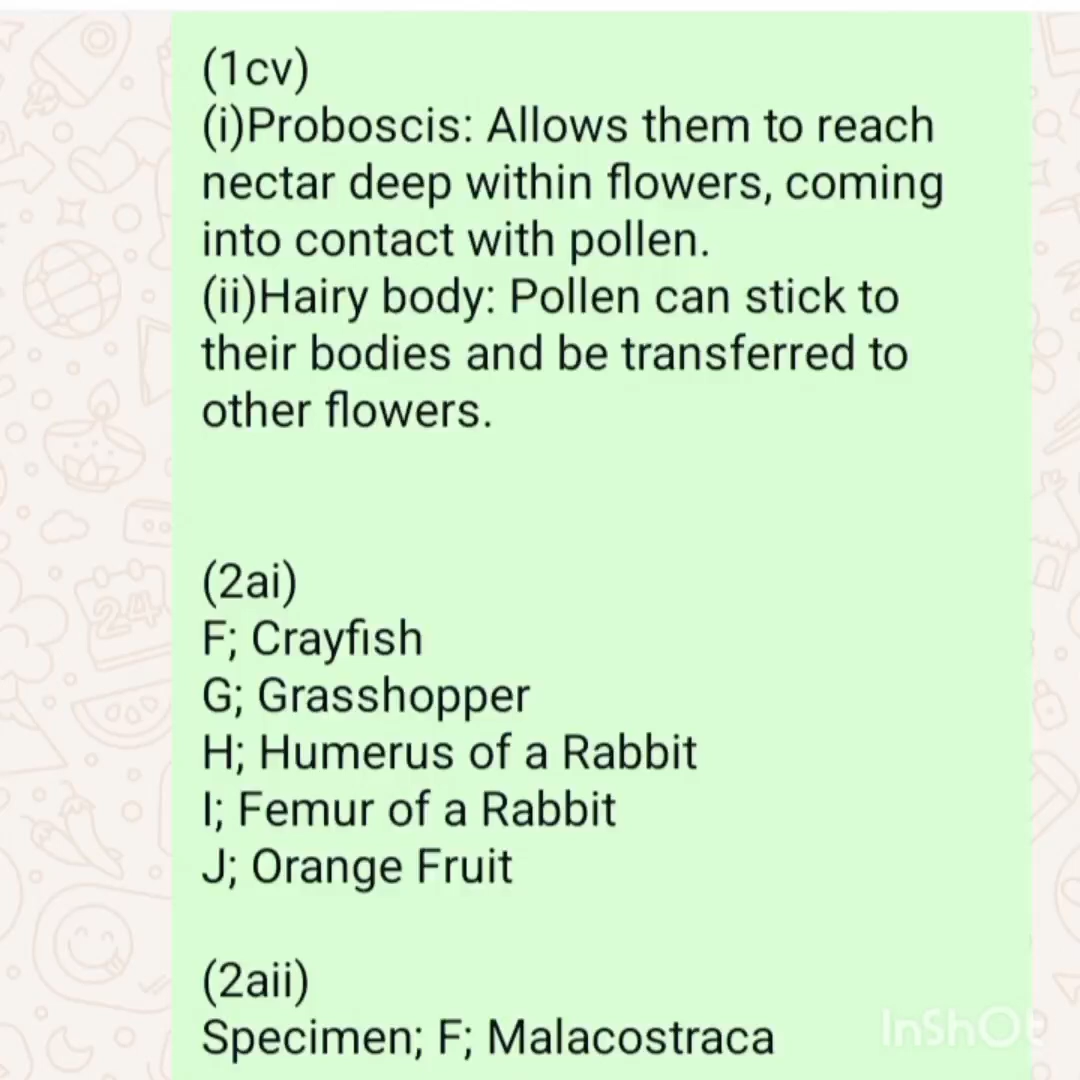 (1cv)
(i)Proboscis: Allows them to reach
nectar deep within flowers, coming
into contact with pollen.
(ii)Hairy body: Pollen can stick to
their bodies and be transferred to
other flowers.
(2ai)
F; Crayfish
G; Grasshopper
H; Humerus of a Rabbit
I; Femur of a Rabbit
J; Orange Fruit
(2aii)
Specimen; F; Malacostraca
24
InShOt